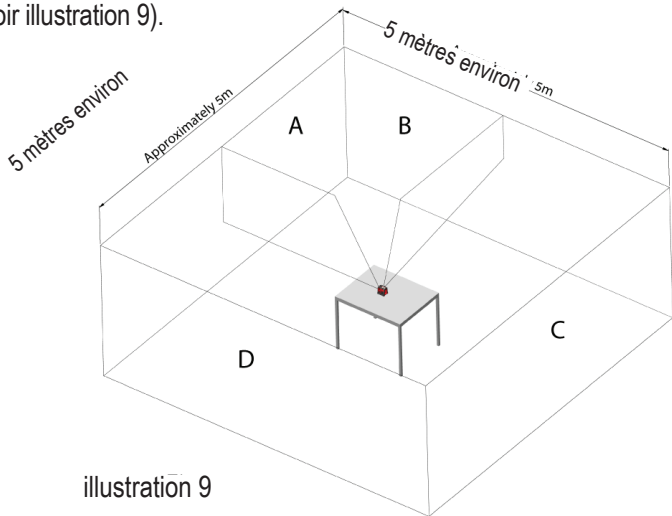 oir illustration 9).
5 mètres environ
5m
5 mètres environ
Approximately 5m
A
B
C
D
illustration 9